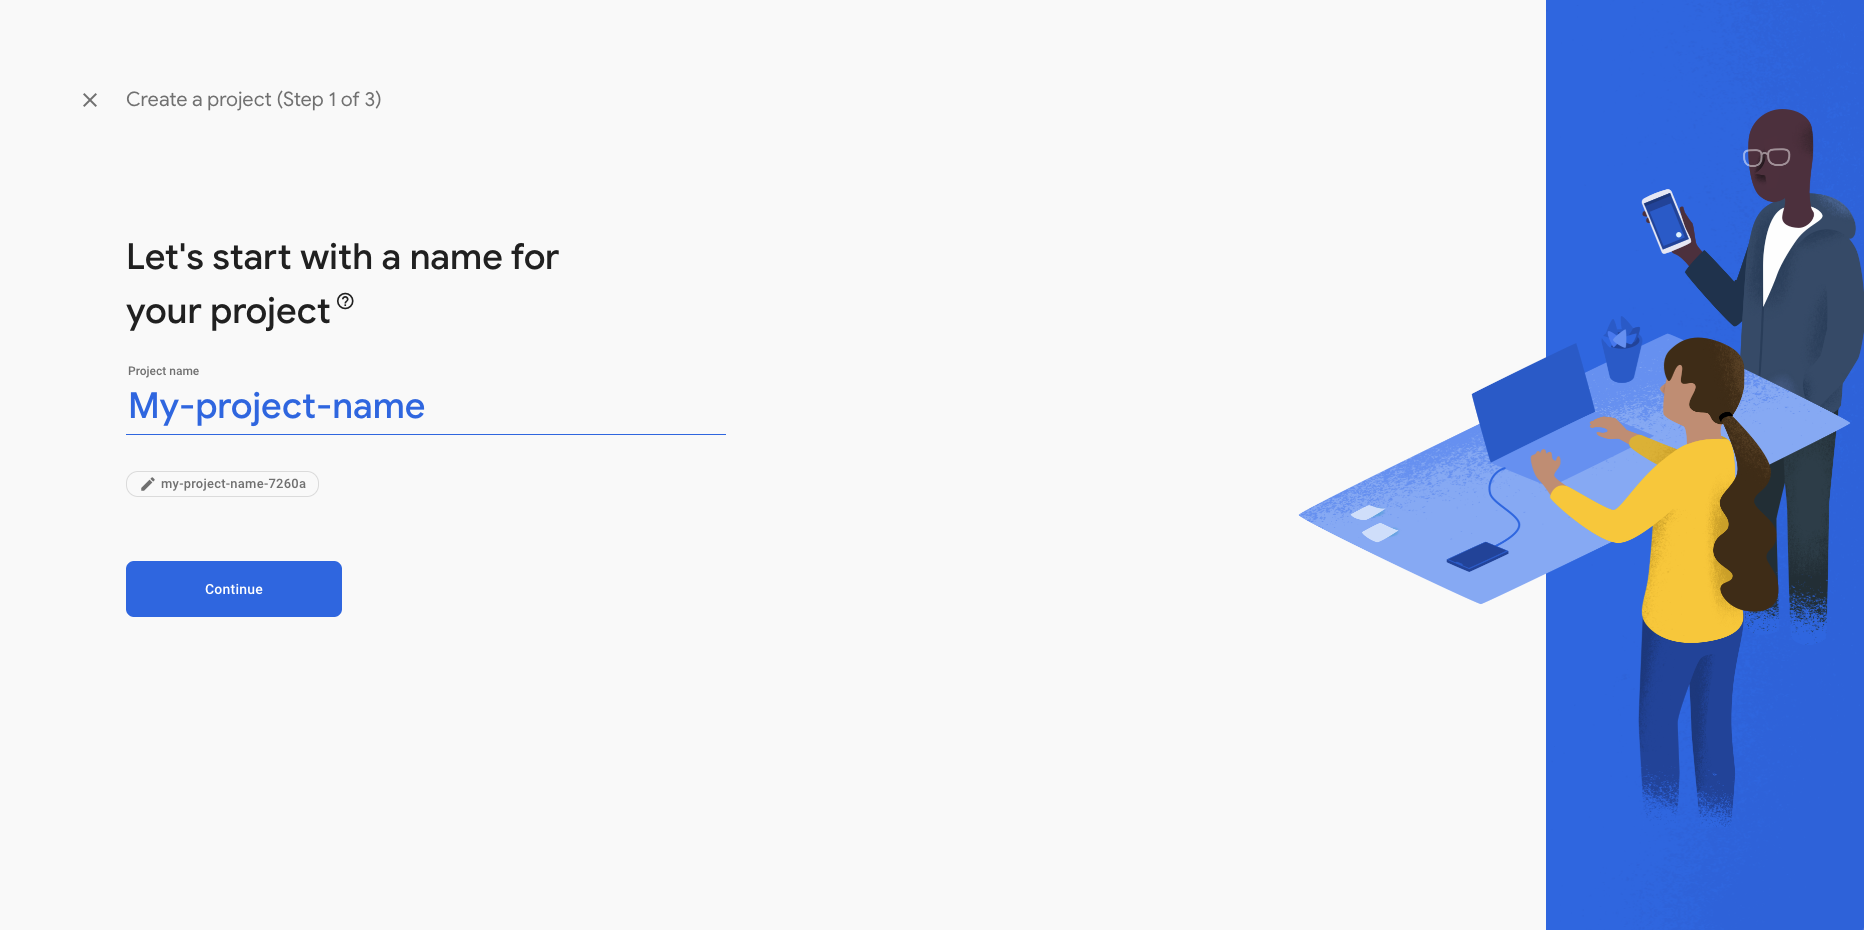 Create a project (Step 1 of 3)
Let's start with a name for
your project
Project name
My-project-name
my-project-name-7260a
Continue